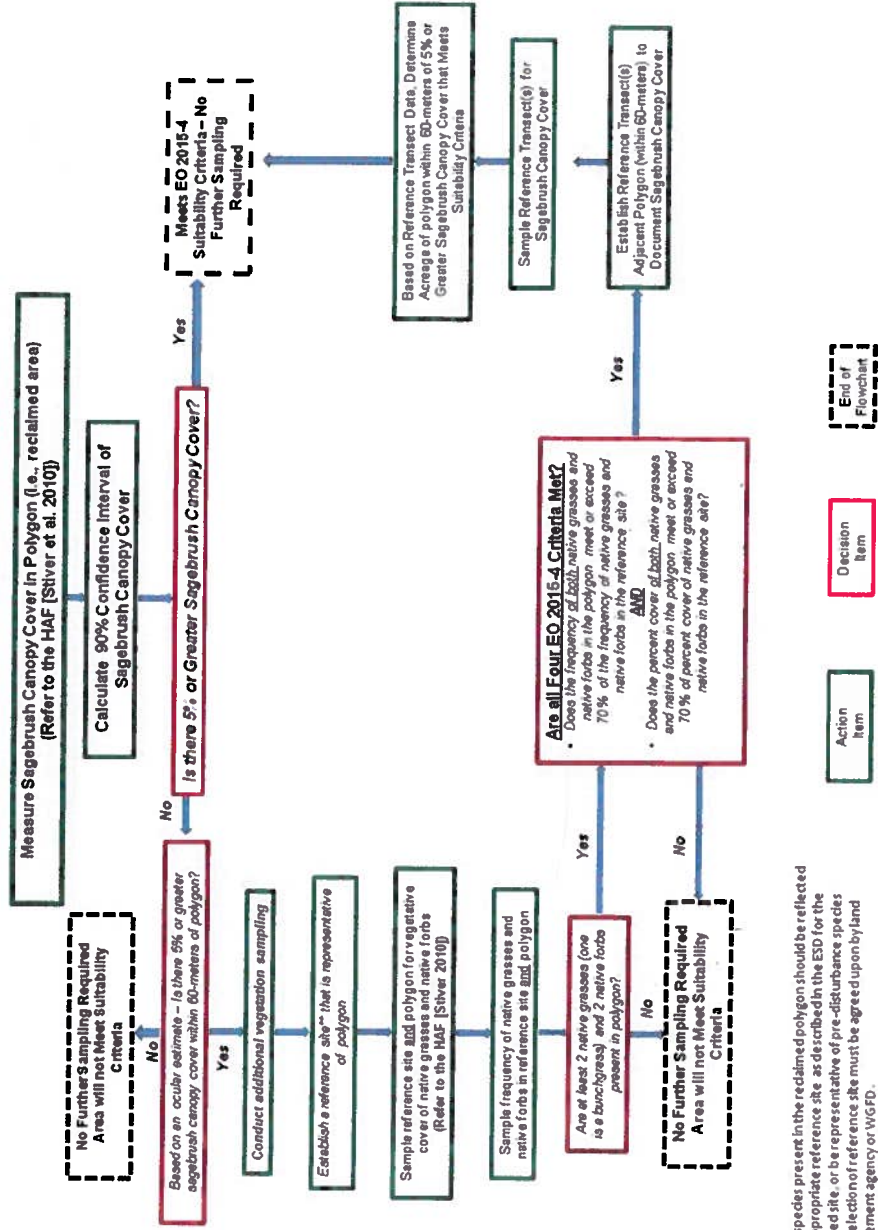 Measure Sagebrush Canopy Cover in Polygon (i.e., reclaimed area)
(Refer to the HAF [Stiver et al. 2010])
Calculate 90% Confidence Interval of
Sagebrush Canopy Cover
Is there 5% or Greater Sagebrush Canopy Cover?
Yes
Meets EO 2015-4
Suitability Criteria – No
Further Sampling
Required
No
No Further Sampling Required
Area will not Meet Suitability
Criteria
No
Based on an ocular estimate – Is there 5% or greater
sagebrush canopy cover within 60-meters of polygon?
Yes
Conduct additional vegetation sampling
Establish a reference site** that is representative
of polygon
Sample reference site and polygon for vegetative
cover of native grasses and native forbs
(Refer to the HAF [Stiver 2010])
Sample frequency of native grasses and
native forbs in reference site and polygon
Are at least 2 native grasses (one
is a bunchgrass) and 2 native forbs
present in polygon?
Yes
No
No Further Sampling Required
Area will not Meet Suitability
Criteria
No
Are all Four EO 2015-4 Criteria Met?
• Does the frequency of both native grasses and
native forbs in the polygon meet or exceed
70% of the frequency of native grasses and
native forbs in the reference site?
AND
• Does the percent cover of both native grasses
and native forbs in the polygon meet or exceed
70% of percent cover of native grasses and
native forbs in the reference site?
Yes
Establish Reference Transect(s)
Adjacent Polygon (within 60-meters) to
Document Sagebrush Canopy Cover
Sample Reference Transect(s) for
Sagebrush Canopy Cover
Based on Reference Transect Data, Determine
Acreage of polygon within 60-meters of 5% or
Greater Sagebrush Canopy Cover that Meets
Suitability Criteria
species present in the reclaimed polygon should be reflected
reference site as described in the ESD for the
site, or be representative of pre-disturbance species
reference site must be agreed upon by land
agency or WGFD.
Action
Item
Decision
Item
End of
Flowchart